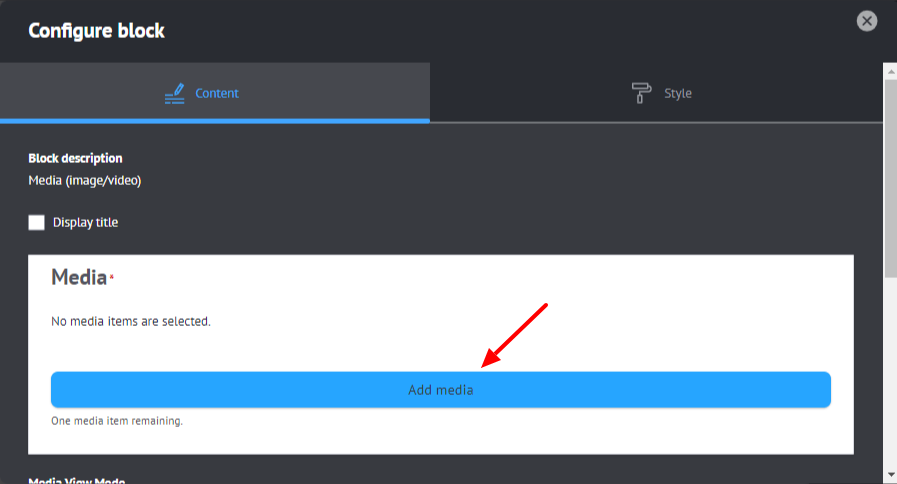 Configure block
Content
Style
Block description
Media (image/video)
Display title
Media*
No media items are selected.
Add media
One media item remaining.
Media View Mode